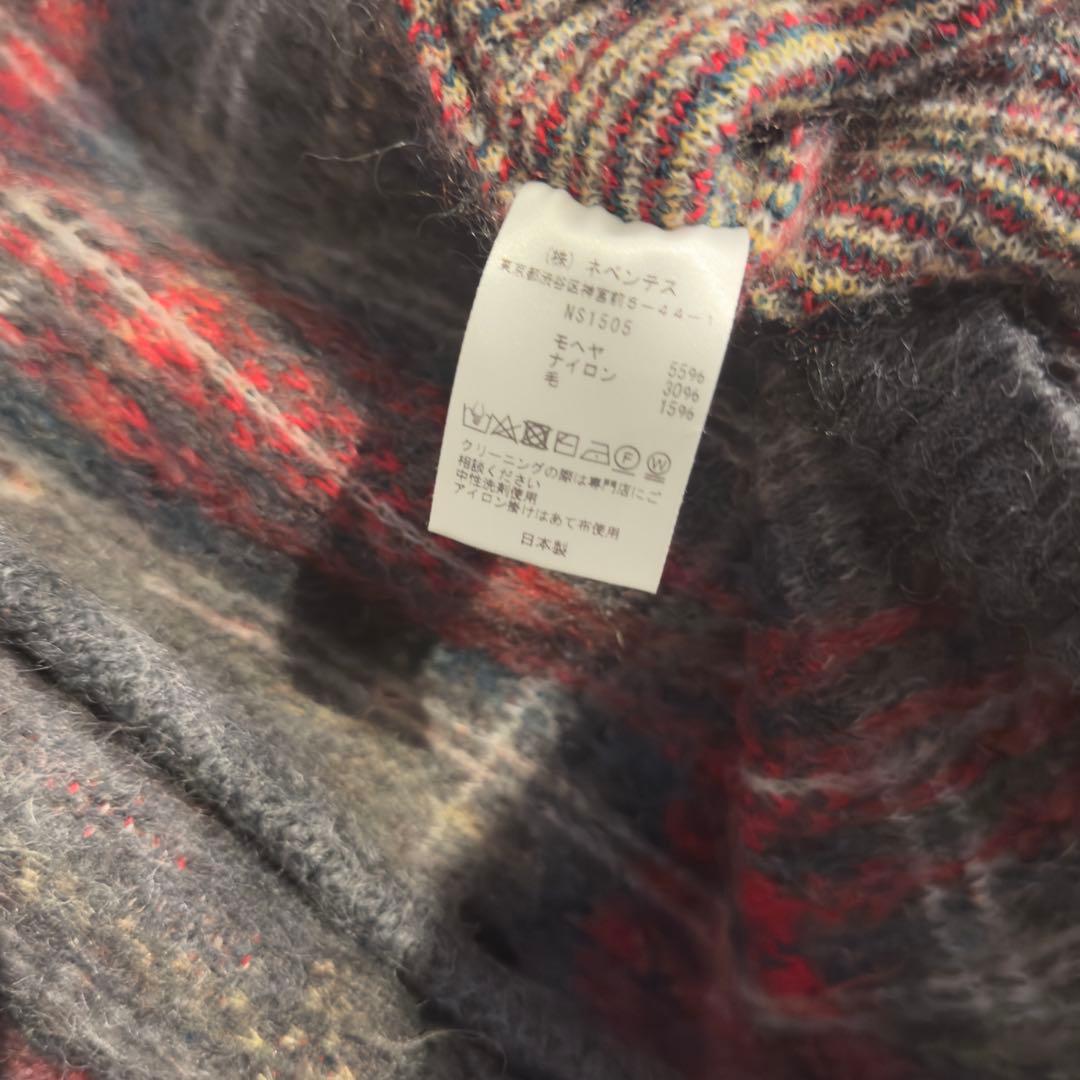 (株) ネペンテス
東京都渋谷区神宮前5-44-1
NS1505
モヘヤ 55%
ナイロン 30%
毛 15%
F W
クリーニングの際は専門店にご
相談ください
中性洗剤使用
アイロン掛けはあて布使用
日本製